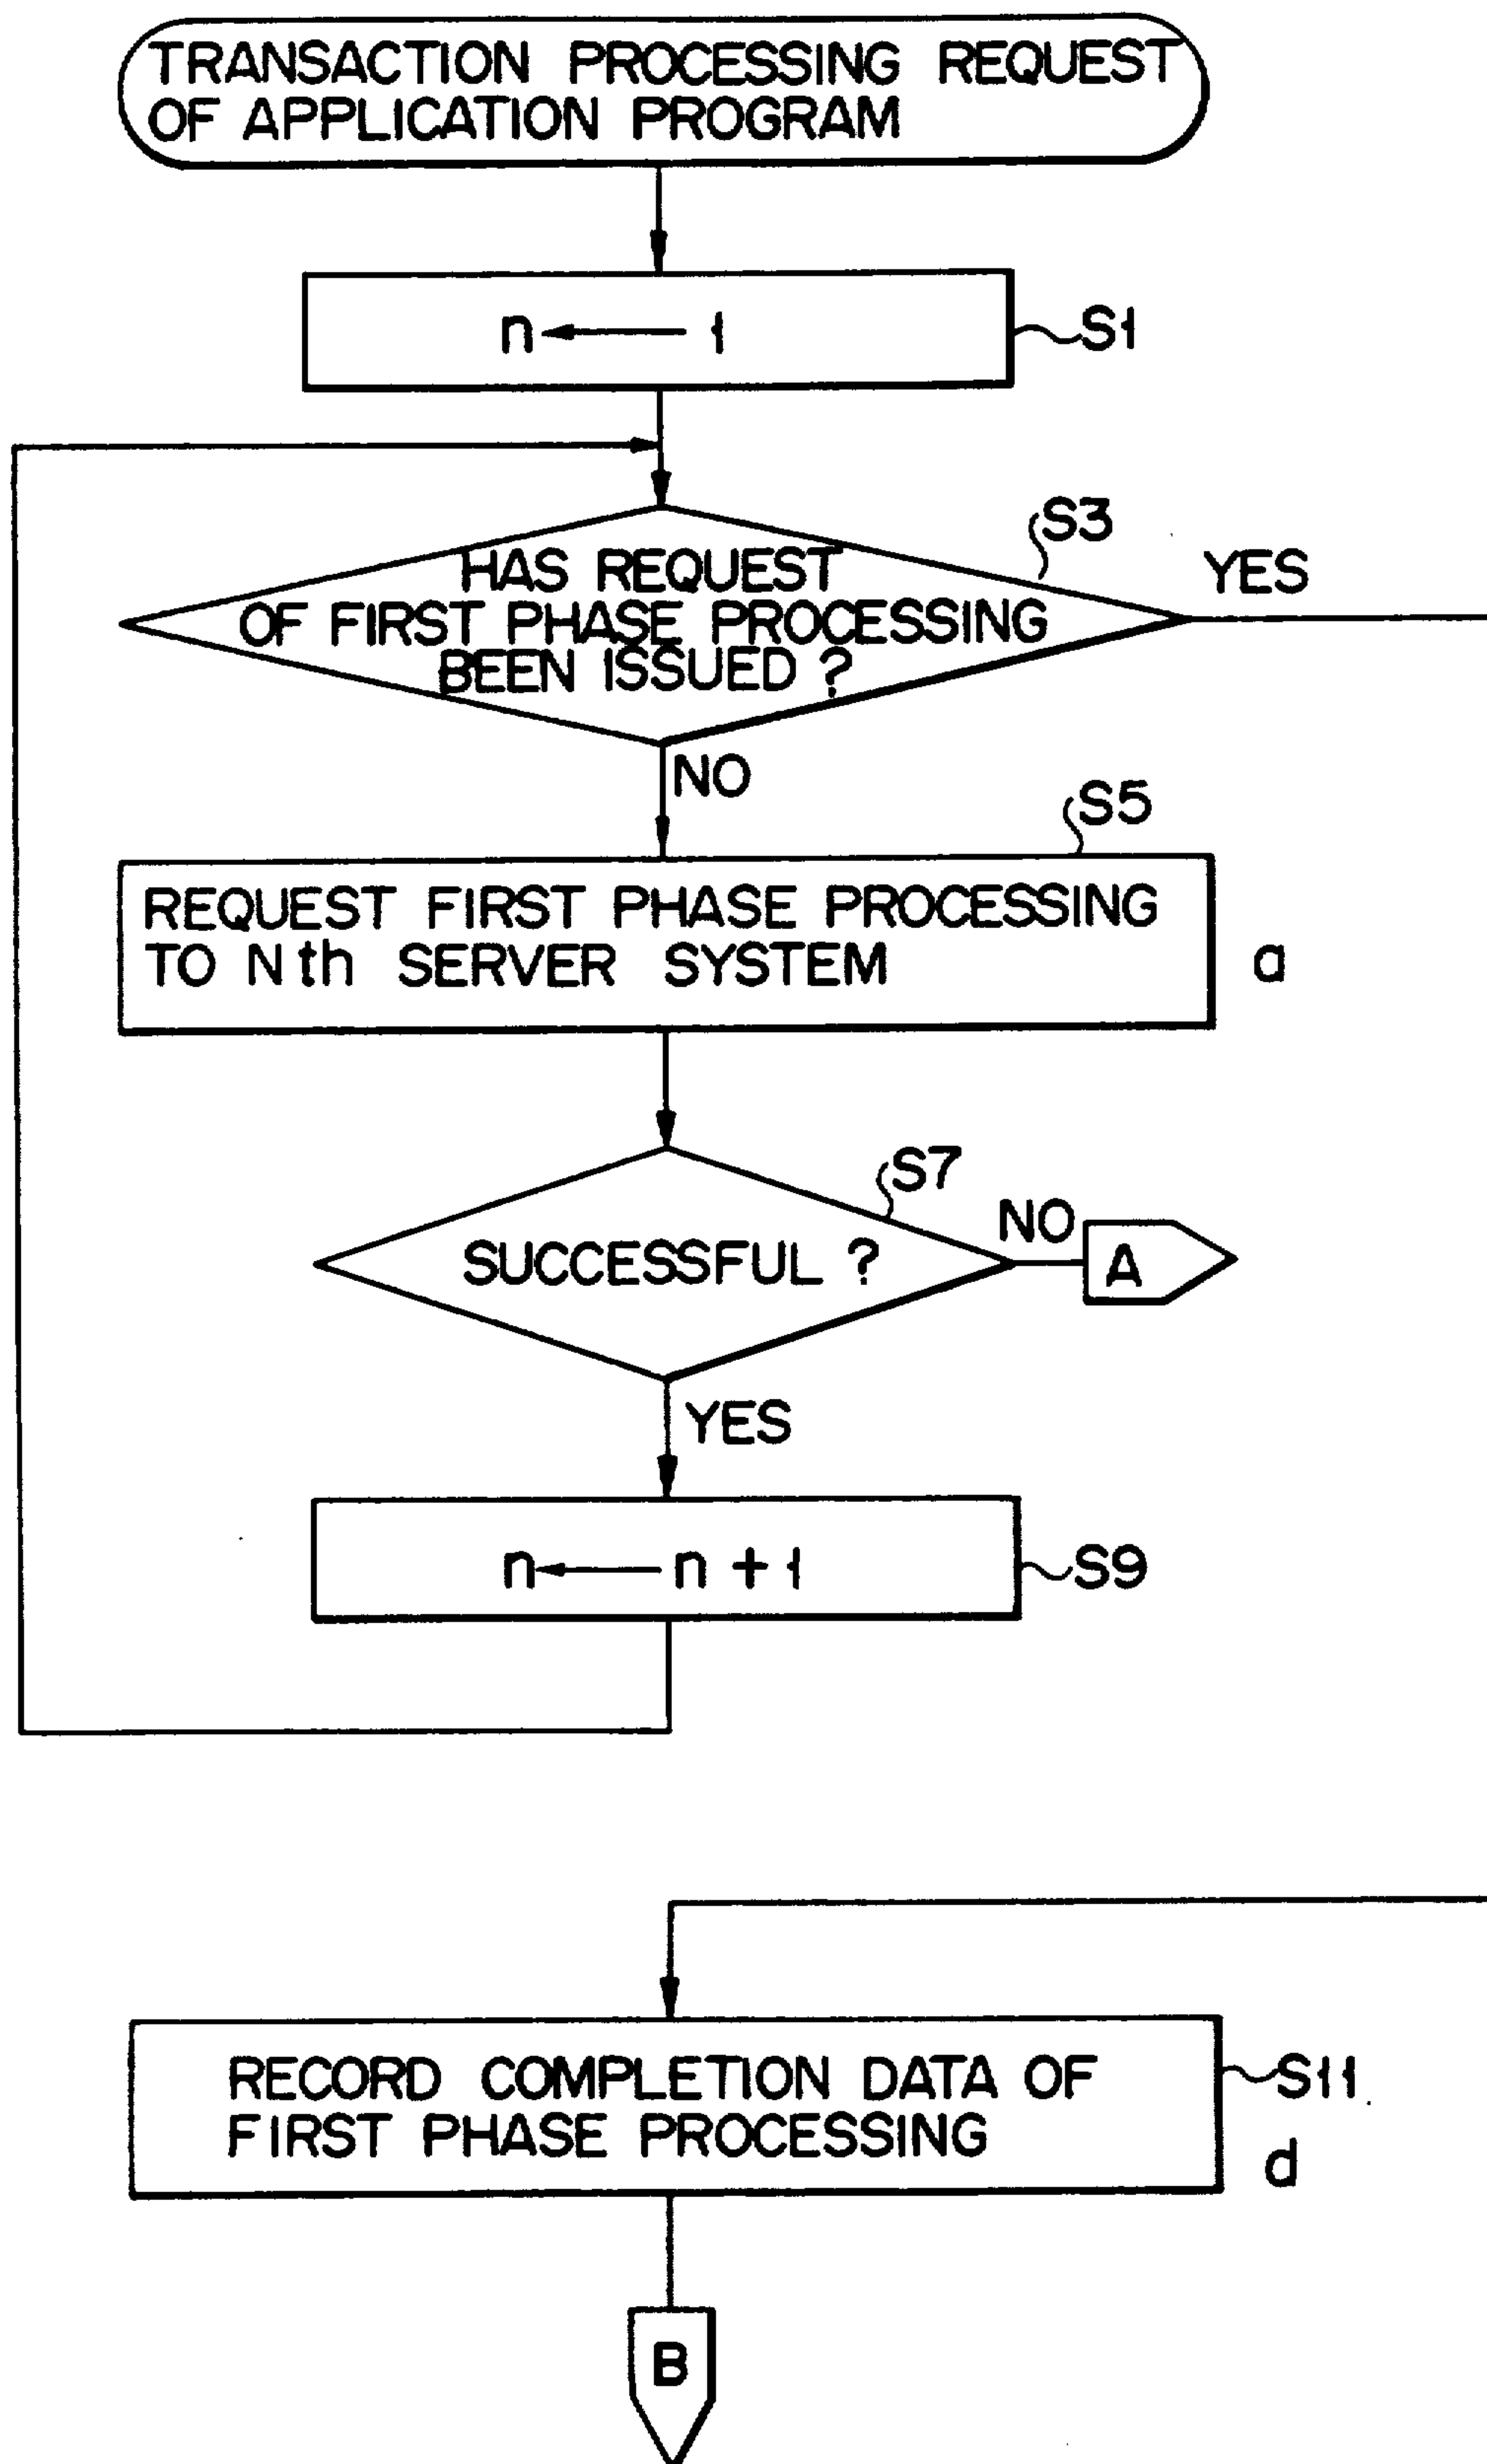 TRANSACTION PROCESSING REQUEST
OF APPLICATION PROGRAM
n ← 1
S1
S3
HAS REQUEST
OF FIRST PHASE PROCESSING
BEEN ISSUED ?
YES
NO
S5
REQUEST FIRST PHASE PROCESSING
TO Nth SERVER SYSTEM
a
S7
SUCCESSFUL ?
NO
A
YES
n ← n + 1
S9
RECORD COMPLETION DATA OF
FIRST PHASE PROCESSING
S11
d
B